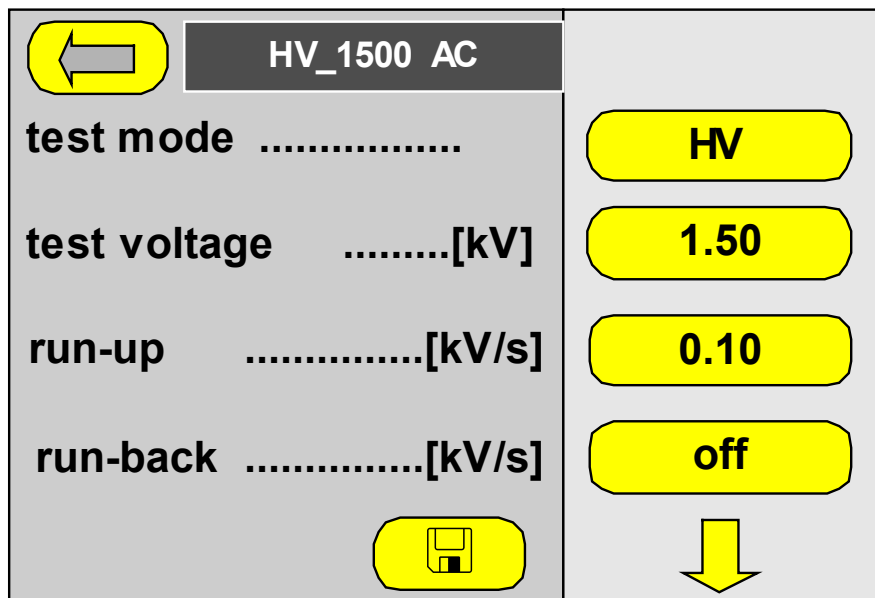 HV_1500 AC
test mode ................. HV
test voltage .........[kV] 1.50
run-up ...............[kV/s] 0.10
run-back ...............[kV/s] off